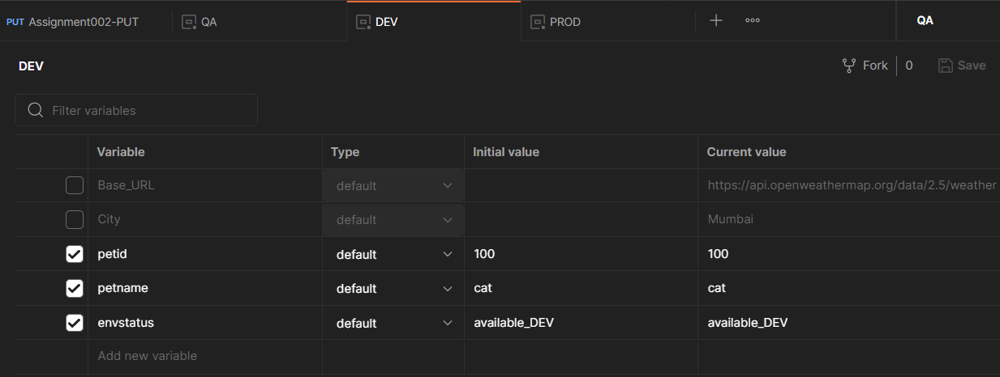 PUT Assignment002-PUT QA DEV PROD QA
DEV Fork 0 Save
Filter variables
Variable Type Initial value Current value
Base_URL default https://api.openweathermap.org/data/2.5/weather
City default Mumbai
petid default 100 100
petname default cat cat
envstatus default available_DEV available_DEV
Add new variable